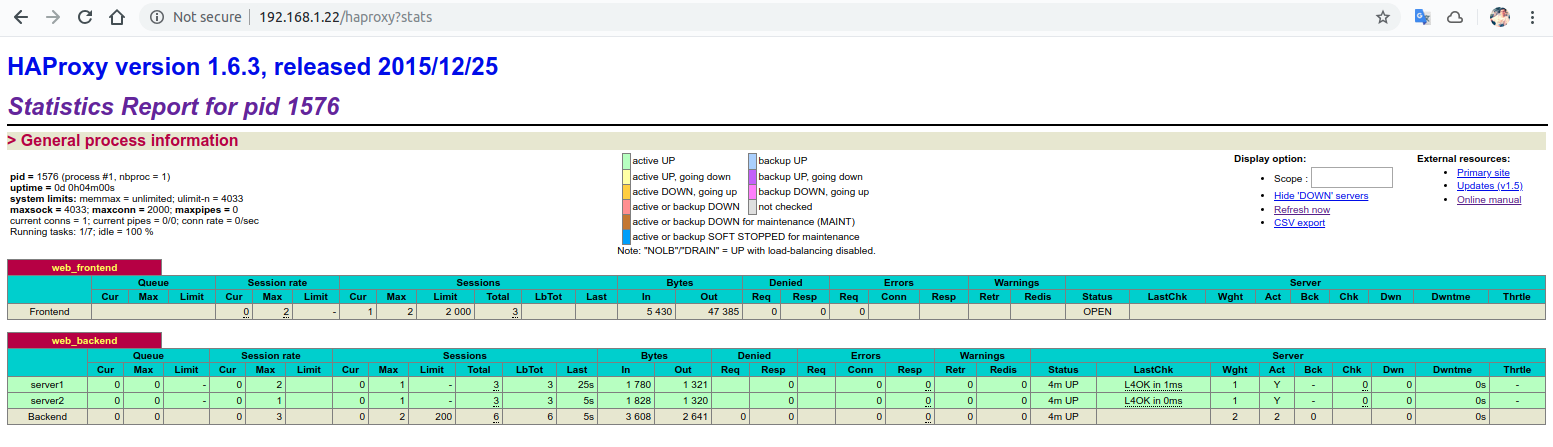 Not secure | 192.168.1.22/haproxy?stats
HAProxy version 1.6.3, released 2015/12/25
Statistics Report for pid 1576
> General process information
pid = 1576 (process #1, nbproc = 1)
uptime = 0d 0h04m00s
system limits: memmax = unlimited; ulimit-n = 4033
maxsock = 4033; maxconn = 2000; maxpipes = 0
current conns = 1; current pipes = 0/0; conn rate = 0/sec
Running tasks: 1/7; idle = 100 %
active UP backup UP
active UP, going down backup UP, going down
active DOWN, going up backup DOWN, going up
active or backup DOWN not checked
active or backup DOWN for maintenance (MAINT)
active or backup SOFT STOPPED for maintenance
Note: "NOLB"/"DRAIN" = UP with load-balancing disabled.
Display option:
• Scope :
• Hide 'DOWN' servers
• Refresh now
• CSV export
External resources:
• Primary site
• Updates (v1.5)
• Online manual
web_frontend
Queue Session rate Sessions Bytes Denied Errors Warnings Server
Cur Max Limit Cur Max Limit Cur Max Limit Total LbTot Last In Out Req Resp Req Conn Resp Retr Redis Status LastChk Wght Act Bck Chk Dwn Dwntme Thrtle
Frontend 0 2 - 1 2 2 000 3 5 430 47 385 0 0 0 OPEN
web_backend
Queue Session rate Sessions Bytes Denied Errors Warnings Server
Cur Max Limit Cur Max Limit Cur Max Limit Total LbTot Last In Out Req Resp Req Conn Resp Retr Redis Status LastChk Wght Act Bck Chk Dwn Dwntme Thrtle
server1 0 0 - 0 2 0 1 - 3 3 25s 1 780 1 321 0 0 0 0 0 4m UP L4OK in 1ms 1 Y - 0 0 0s -
server2 0 0 - 0 1 0 1 - 3 3 5s 1 828 1 320 0 0 0 0 0 4m UP L4OK in 0ms 1 Y - 0 0 0s -
Backend 0 0 0 3 0 2 200 6 6 5s 3 608 2 641 0 0 0 0 0 0 4m UP 2 2 0 0 0s